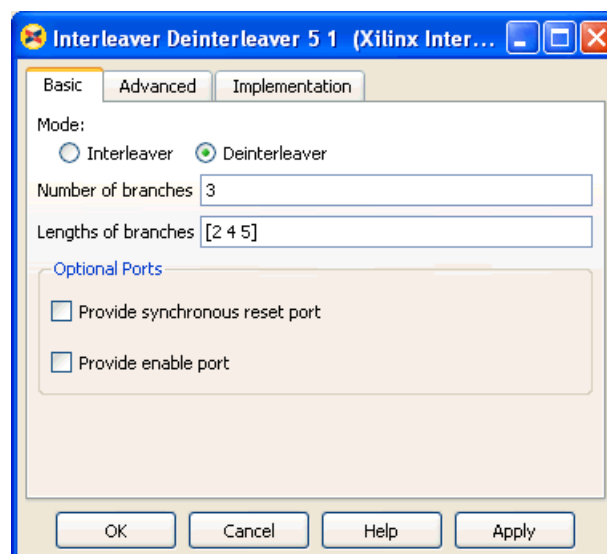 Interleaver Deinterleaver 5 1 (Xilinx Inter...
Basic Advanced Implementation
Mode:
Interleaver Deinterleaver
Number of branches 3
Lengths of branches [2 4 5]
Optional Ports
Provide synchronous reset port
Provide enable port
OK Cancel Help Apply